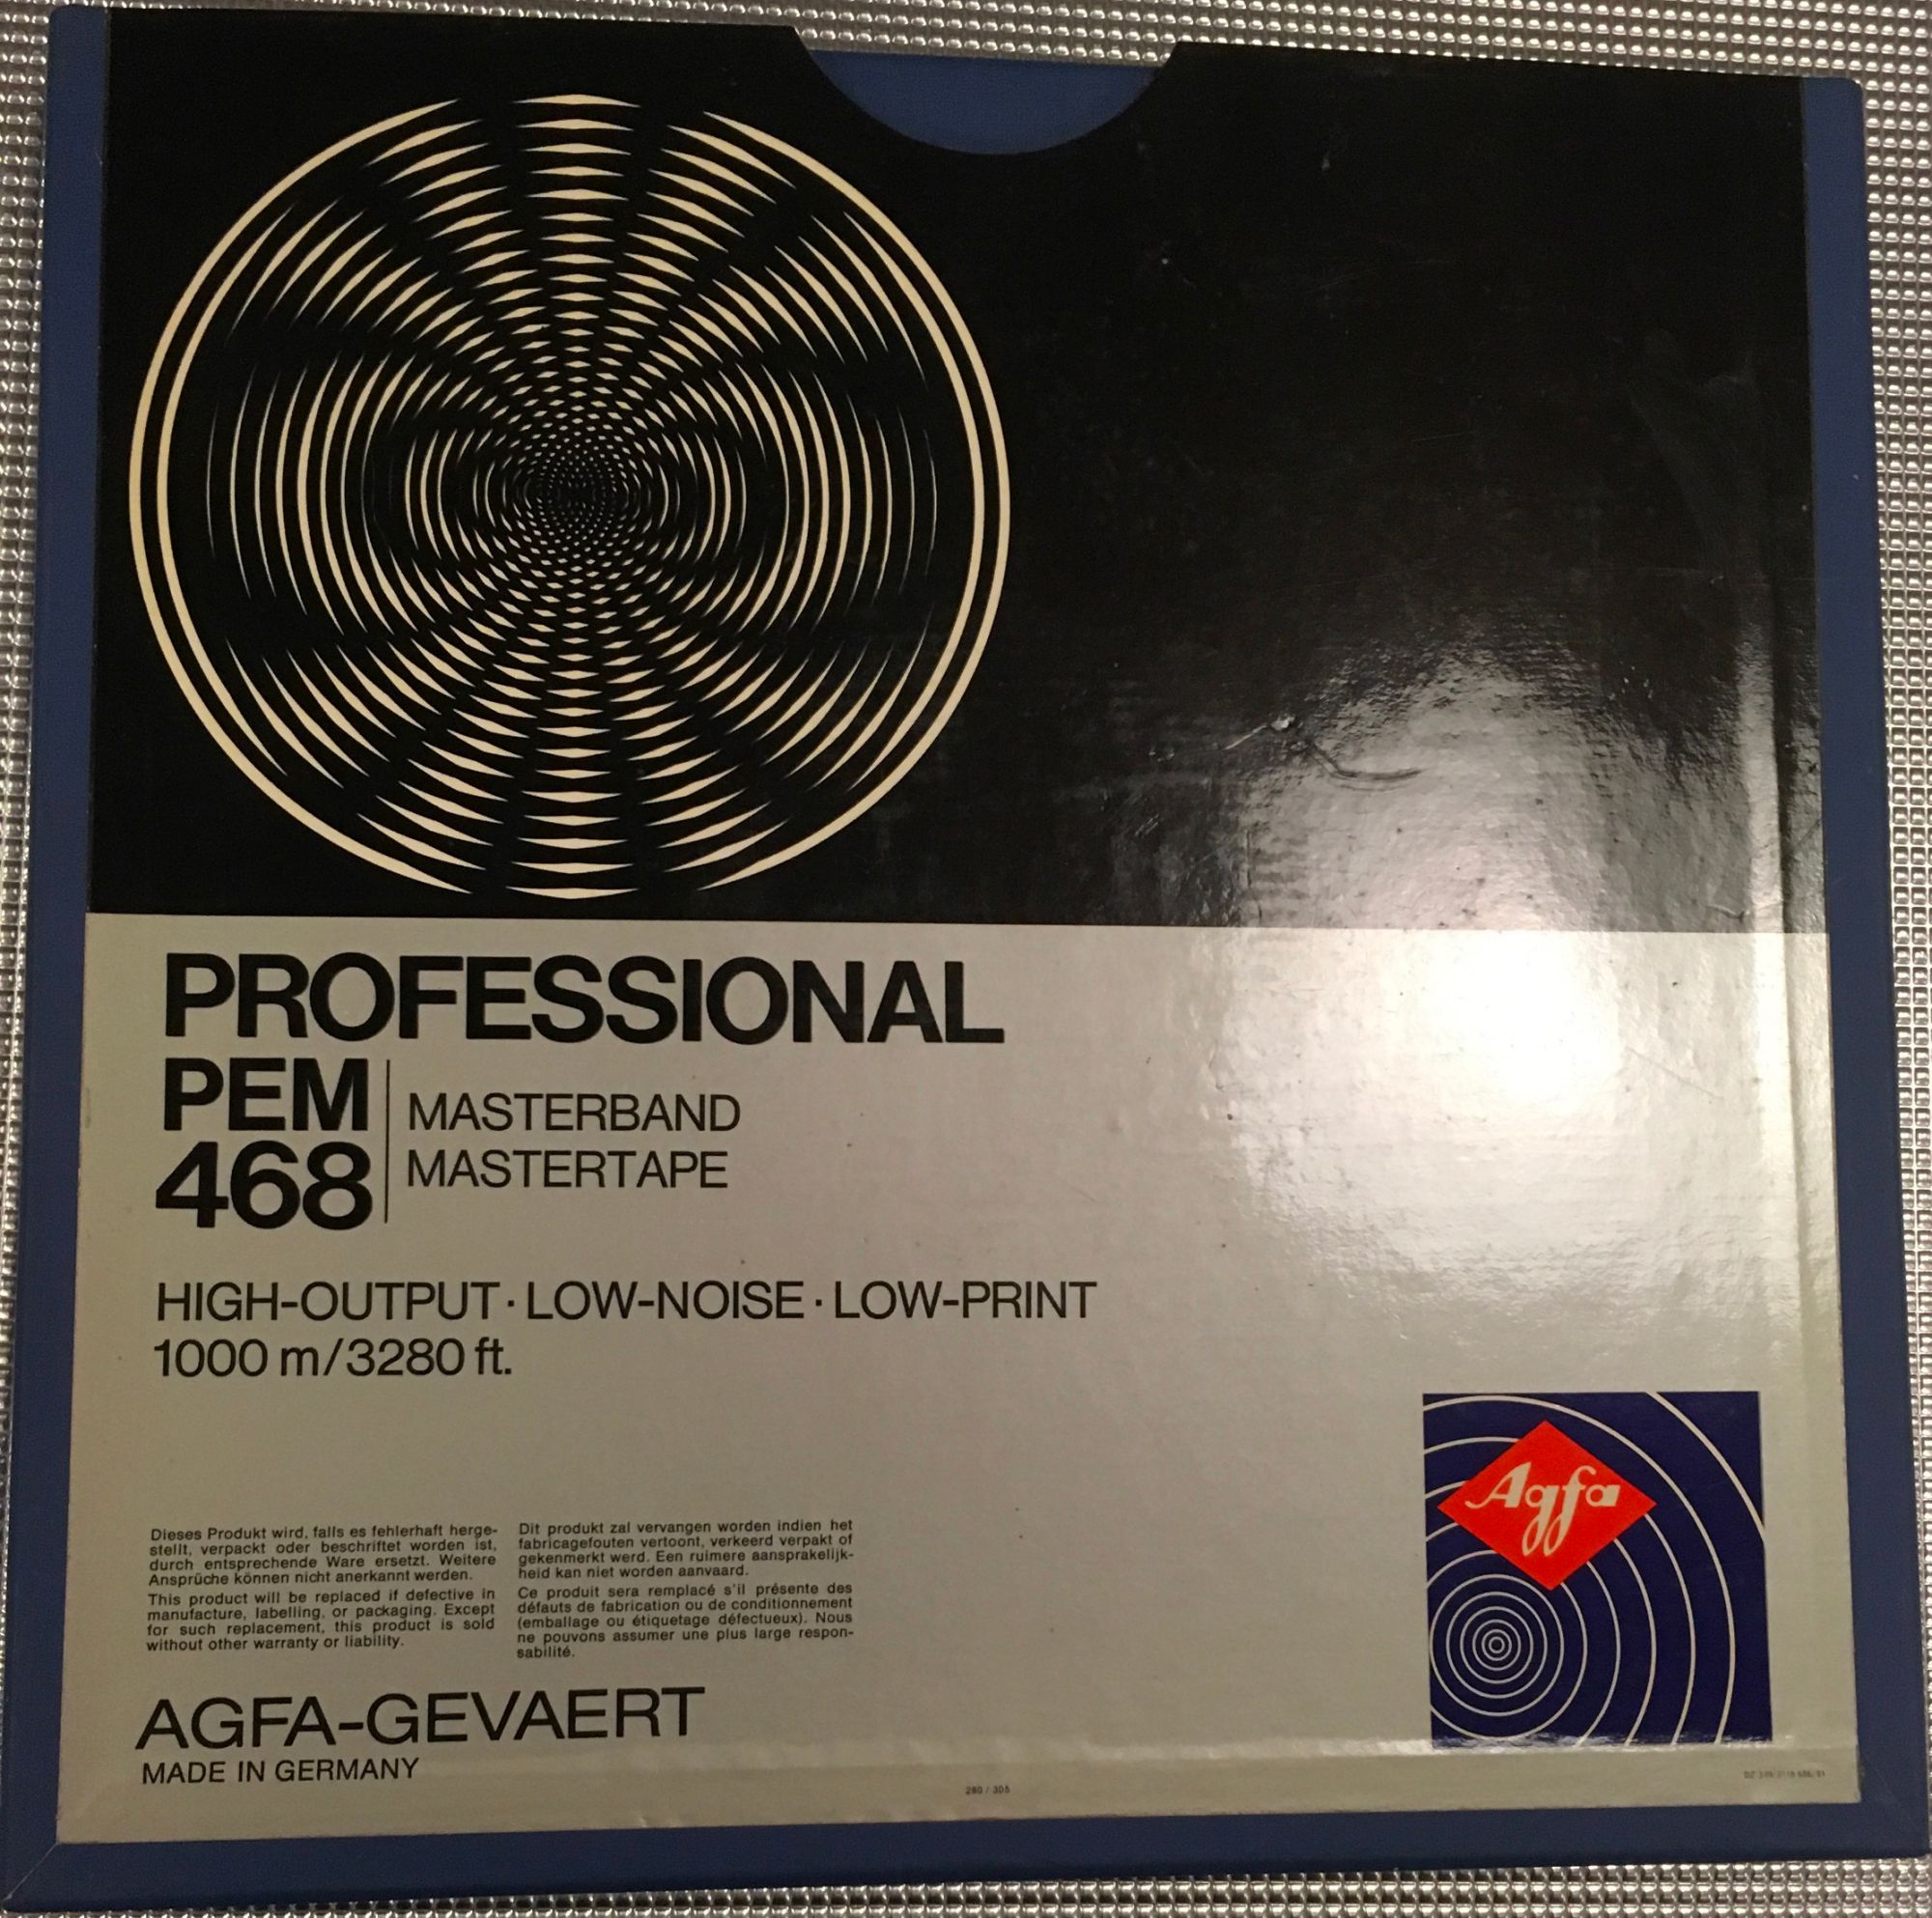 PROFESSIONAL
PEM
468
MASTERBAND
MASTERTAPE
HIGH-OUTPUT · LOW-NOISE · LOW-PRINT
1000 m/3280 ft.
Dieses Produkt wird, falls es fehlerhaft herge-
stellt, verpackt oder beschriftet worden ist,
durch entsprechende Ware ersetzt. Weitere
Ansprüche können nicht anerkannt werden.
This product will be replaced if defective in
manufacture, labelling, or packaging. Except
for such replacement, this product is sold
without other warranty or liability.
Dit produkt zal vervangen worden indien het
fabricagefouten vertoont, verkeerd verpakt of
gekenmerkt werd. Een ruimere aansprakelijk-
heid kan niet worden aanvaard.
Ce produit sera remplacé s'il présente des
défauts de fabrication ou de conditionnement
(emballage ou étiquetage défectueux). Nous
ne pouvons assumer une plus large respon-
sabilité.
Agfa
AGFA-GEVAERT
MADE IN GERMANY
280 / 305